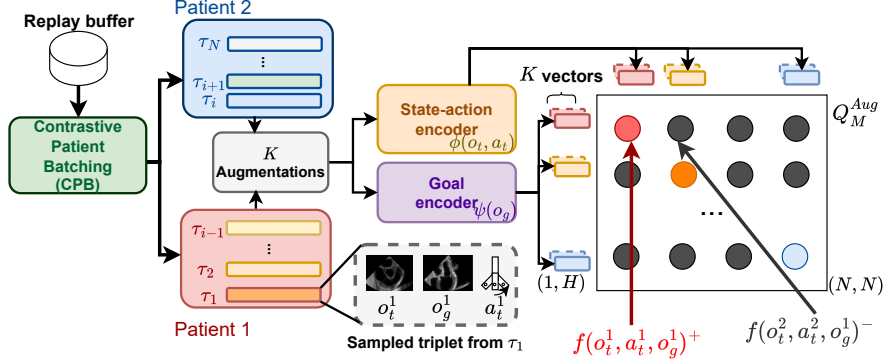 Replay buffer
Contrastive
Patient
Batching
(CPB)
Patient 2
τ_N
⋮
τ_{i+1}
τ_i
K
Augmentations
τ_{i-1}
⋮
τ_2
τ_1
Patient 1
o_t^1 o_g^1 a_t^1
Sampled triplet from τ_1
State-action
encoder
ϕ(o_t, a_t)
Goal
encoder
ψ(o_g)
K vectors
(1, H)
Q_M^{Aug}
...
(N, N)
f(o_t^1, a_t^1, o_g^1)^+
f(o_t^2, a_t^2, o_g^1)^-